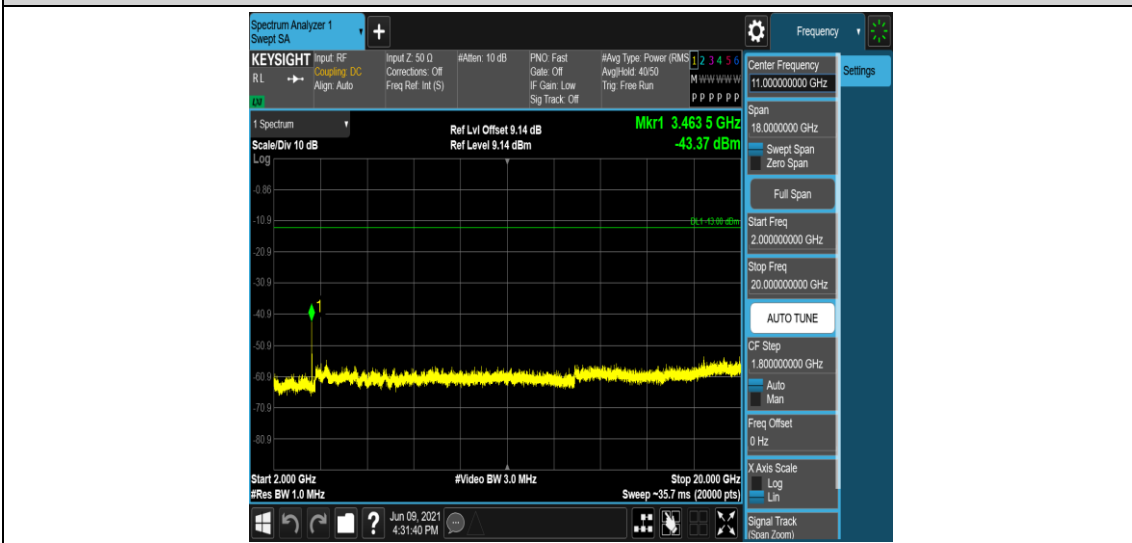 Spectrum Analyzer 1
Swept SA
+
Frequency
KEYSIGHT
RL
LXI
Input: RF
Coupling: DC
Align: Auto
Input Z: 50 Ω
Corrections: Off
Freq Ref: Int (S)
#Atten: 10 dB
PNO: Fast
Gate: Off
IF Gain: Low
Sig Track: Off
#Avg Type: Power (RMS
Avg|Hold: 40/50
Trig: Free Run
1 2 3 4 5 6
M W W W W W
P P P P P P
1 Spectrum
Scale/Div 10 dB
Log
Ref Lvl Offset 9.14 dB
Ref Level 9.14 dBm
Mkr1 3.463 5 GHz
-43.37 dBm
-0.86
-10.9
-20.9
-30.9
-40.9
-50.9
-60.9
-70.9
-80.9
DL1 -13.00 dBm
1
Start 2.000 GHz
#Res BW 1.0 MHz
#Video BW 3.0 MHz
Stop 20.000 GHz
Sweep ~35.7 ms (20000 pts)
Center Frequency
11.000000000 GHz
Settings
Span
18.0000000 GHz
Swept Span
Zero Span
Full Span
Start Freq
2.000000000 GHz
Stop Freq
20.000000000 GHz
AUTO TUNE
CF Step
1.800000000 GHz
Auto
Man
Freq Offset
0 Hz
X Axis Scale
Log
Lin
Signal Track
(Span Zoom)
?
Jun 09, 2021
4:31:40 PM